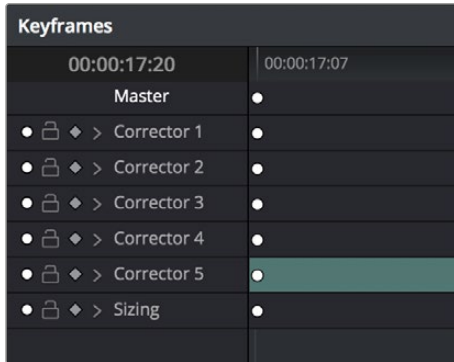 Keyframes
00:00:17:20 00:00:17:07
Master
Corrector 1
Corrector 2
Corrector 3
Corrector 4
Corrector 5
Sizing